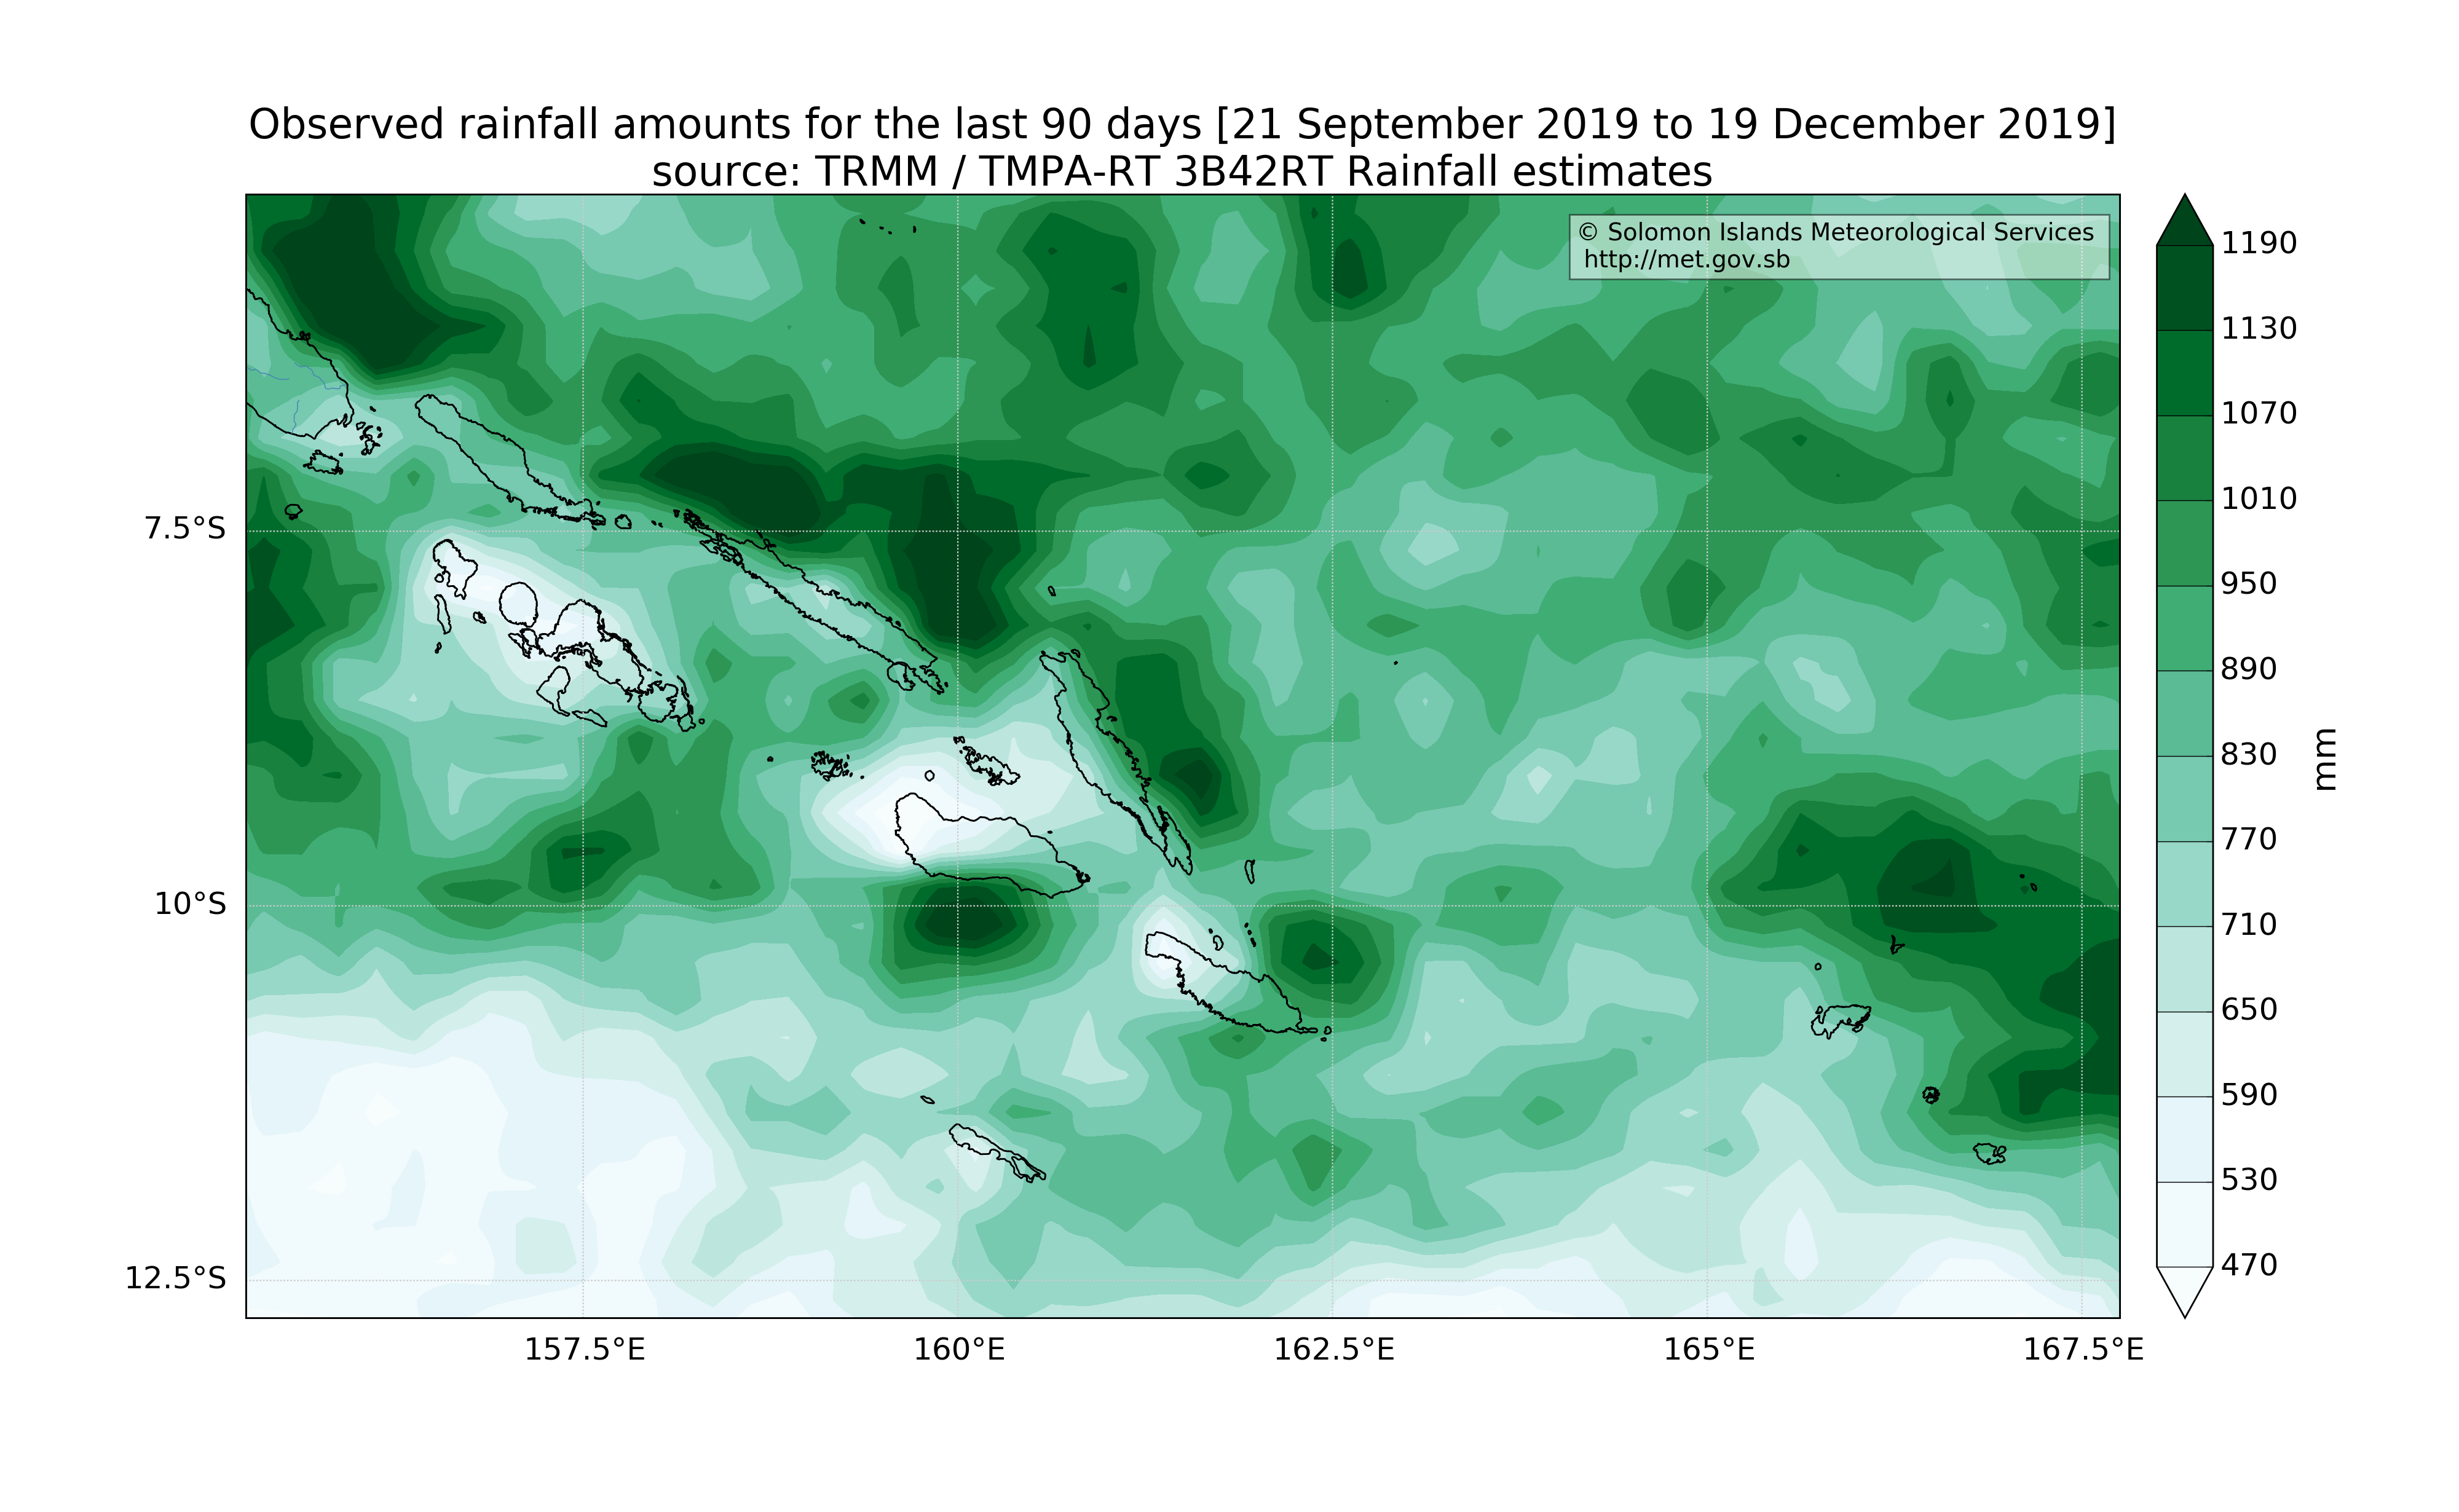 Observed rainfall amounts for the last 90 days [21 September 2019 to 19 December 2019]
source: TRMM / TMPA-RT 3B42RT Rainfall estimates
© Solomon Islands Meteorological Services
http://met.gov.sb
7.5°S
10°S
12.5°S
157.5°E
160°E
162.5°E
165°E
167.5°E
1190
1130
1070
1010
950
890
830
770
710
650
590
530
470
mm